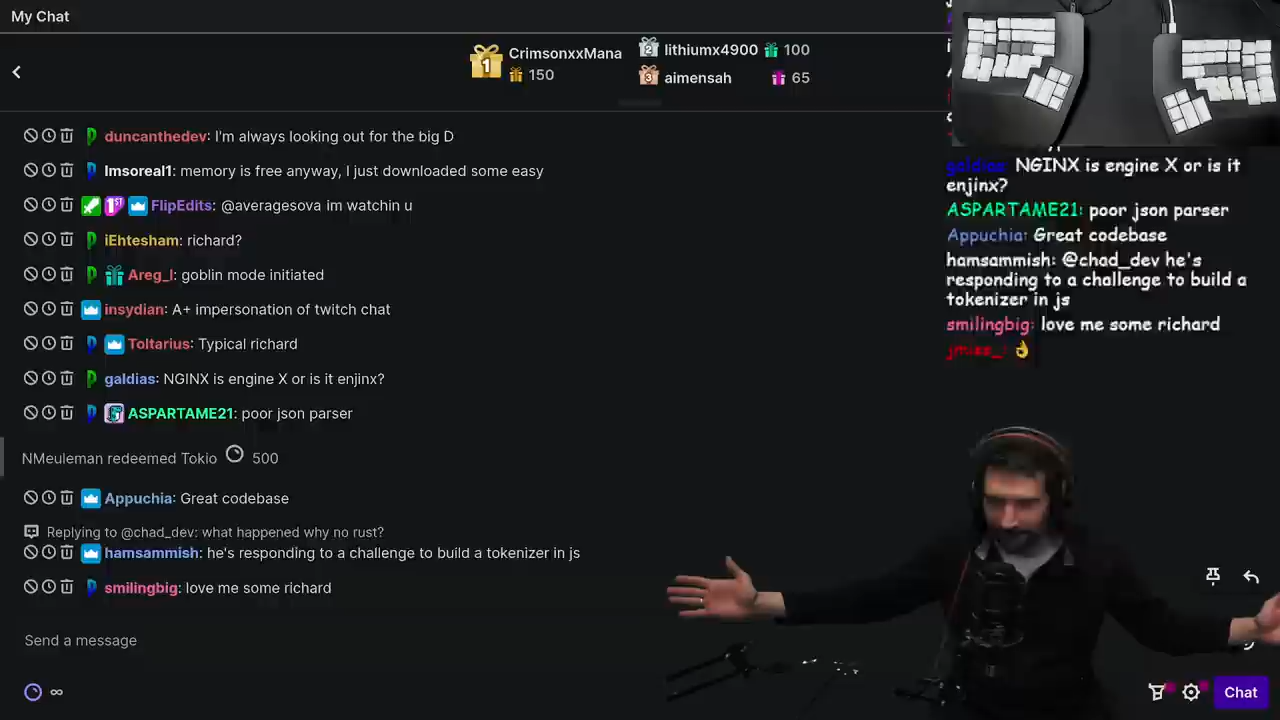 My Chat
CrimsonxxMana
150
lithiumx4900 100
aimensah 65
duncanthedev: I'm always looking out for the big D
Imsoreal1: memory is free anyway, I just downloaded some easy
FlipEdits: @averagesova im watchin u
iEhtesham: richard?
Areg_I: goblin mode initiated
insydian: A+ impersonation of twitch chat
Toltarius: Typical richard
galdias: NGINX is engine X or is it enjinx?
ASPARTAME21: poor json parser
NMeuleman redeemed Tokio 500
Appuchia: Great codebase
Replying to @chad_dev: what happened why no rust?
hamsammish: he's responding to a challenge to build a tokenizer in js
smilingbig: love me some richard
Send a message
∞
Chat
galdias: NGINX is engine X or is it
enjinx?
ASPARTAME21: poor json parser
Appuchia: Great codebase
hamsammish: @chad_dev he's
responding to a challenge to build a
tokenizer in js
smilingbig: love me some richard
👌